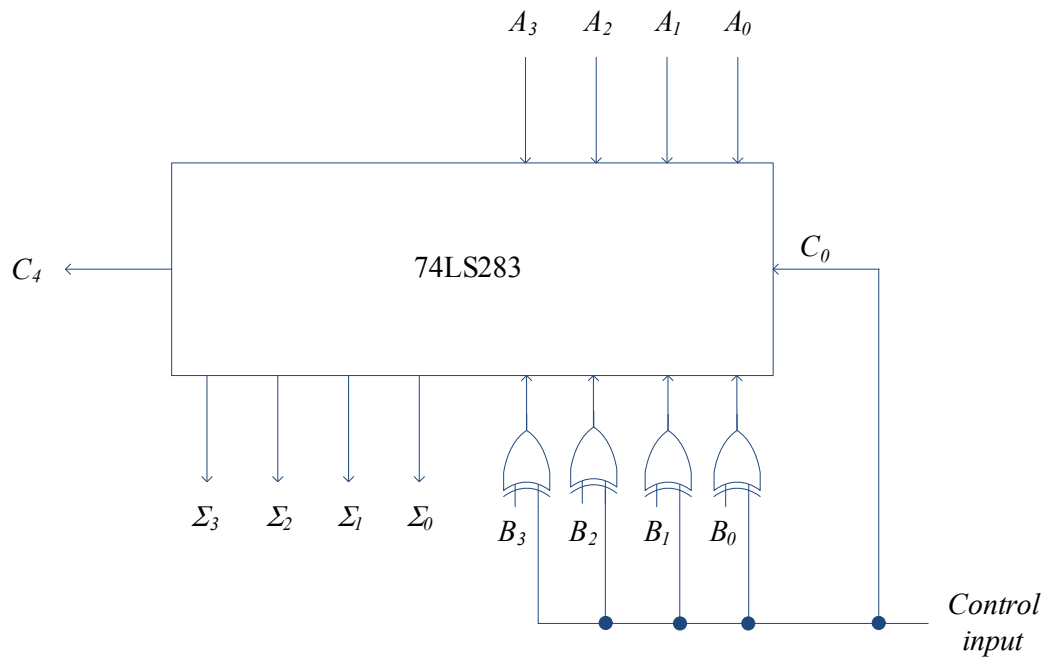 A3 A2 A1 A0
C0
C4
74LS283
Σ3 Σ2 Σ1 Σ0
B3 B2 B1 B0
Control
input